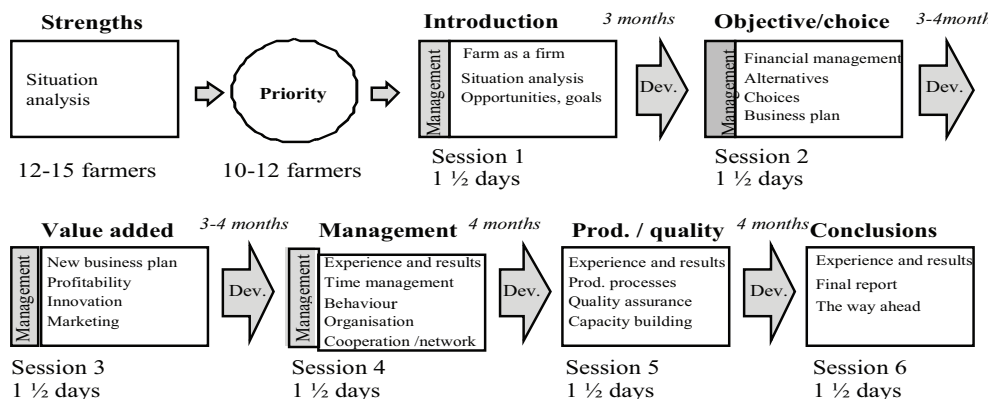 Strengths
Situation
analysis
12-15 farmers
Priority
10-12 farmers
Introduction
Management
Farm as a firm
Situation analysis
Opportunities, goals
Session 1
1 ½ days
3 months
Dev.
Objective/choice
Management
Financial management
Alternatives
Choices
Business plan
Session 2
1 ½ days
3-4month
Dev.
Value added
Management
New business plan
Profitability
Innovation
Marketing
Session 3
1 ½ days
3-4 months
Dev.
Management
Management
Experience and results
Time management
Behaviour
Organisation
Cooperation /network
Session 4
1 ½ days
4 months
Dev.
Prod. / quality
Experience and results
Prod. processes
Quality assurance
Capacity building
Session 5
1 ½ days
4 months
Dev.
Conclusions
Experience and results
Final report
The way ahead
Session 6
1 ½ days